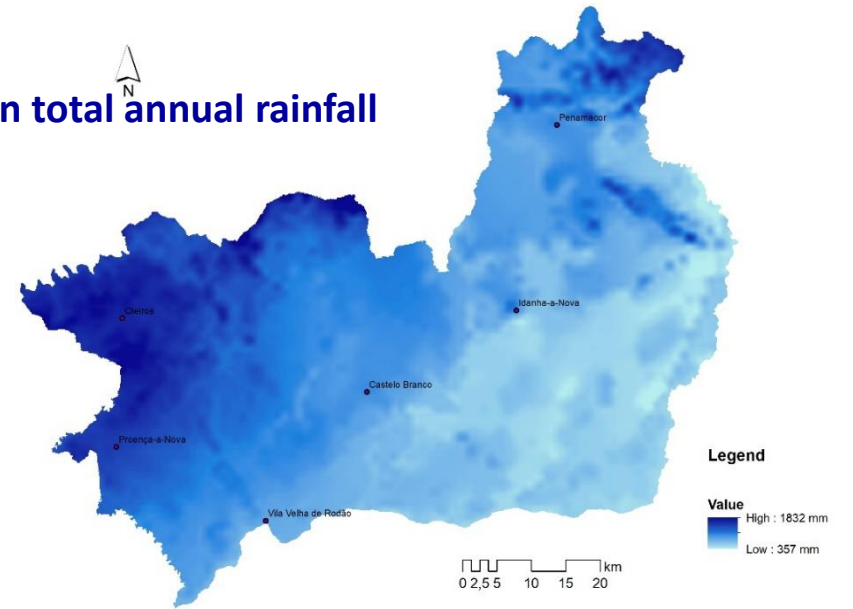 N
n total annual rainfall
Penamacor
Oleiros
Idanha-a-Nova
Castelo Branco
Proença-a-Nova
Vila Velha de Rodão
Legend
Value
High : 1832 mm
Low : 357 mm
km
0 2,5 5 10 15 20